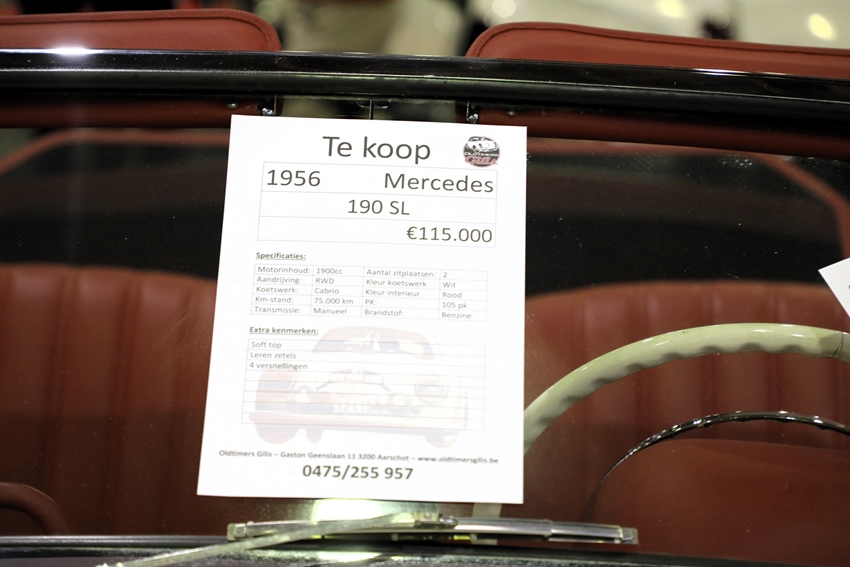 Te koop
OLDTIMERS
Gillis
1956 Mercedes
190 SL
€115.000
Specificaties:
Motorinhoud: 1900cc Aantal zitplaatsen: 2
Aandrijving: RWD Kleur koetswerk Wit
Koetswerk: Cabrio Kleur interieur Rood
Km-stand: 75.000 km PK: 105 pk
Transmissie: Manueel Brandstof: Benzine
Extra kenmerken:
Soft top
Leren zetels
4 versnellingen
Oldtimers Gilis – Gaston Geenslaan 11 3200 Aarschot – www.oldtimersgilis.be
0475/255 957